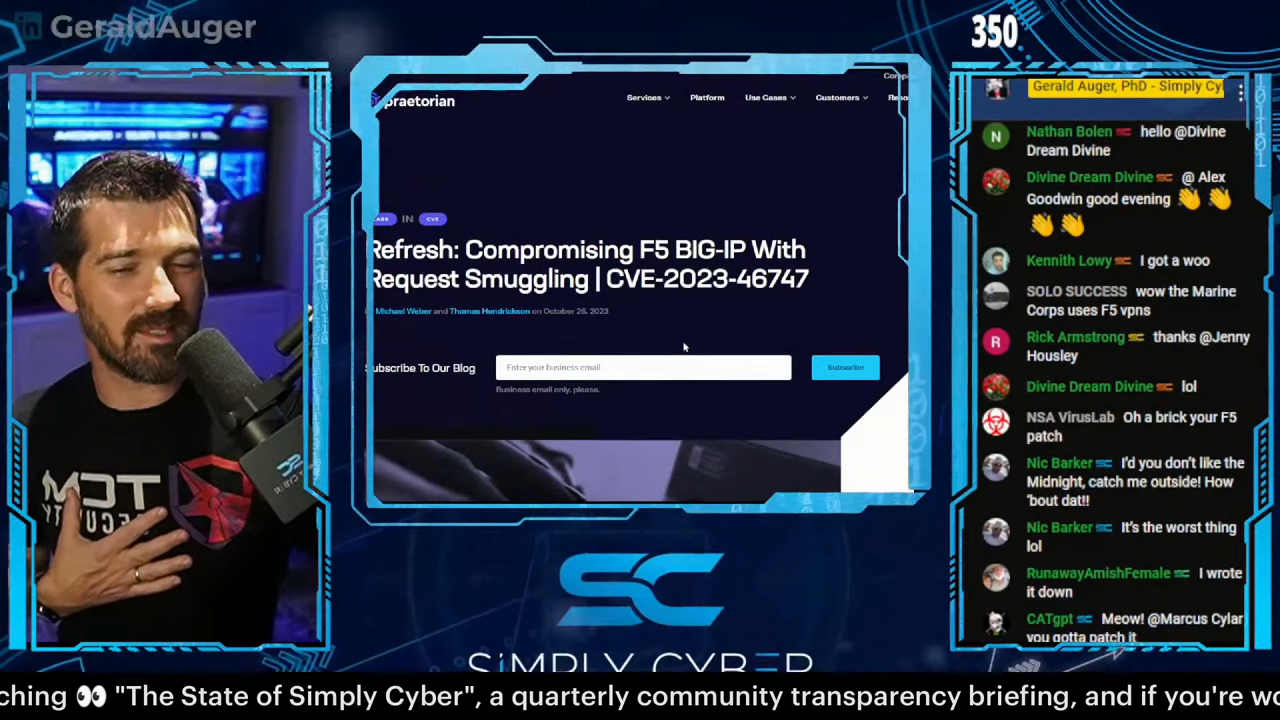 GeraldAuger
350
praetorian
Services
Platform
Use Cases
Customers
IN
CVE
Refresh: Compromising F5 BIG-IP With
Request Smuggling | CVE-2023-46747
Michael Weber and Thomas Hendrickson on October 26, 2023
Subscribe To Our Blog
Enter your business email
Subscribe
Business email only, please.
TCM
SECURITY
SC
SiMPLY CYBER
Gerald Auger, PhD - Simply Cyl
N
Nathan Bolen hello @Divine
Dream Divine
Divine Dream Divine @ Alex
Goodwin good evening 👋 👋
👋 👋
Kennith Lowy I got a woo
SOLO SUCCESS wow the Marine
Corps uses F5 vpns
R
Rick Armstrong thanks @Jenny
Housley
Divine Dream Divine lol
NSA VirusLab Oh a brick your F5
patch
Nic Barker I'd you don't like the
Midnight, catch me outside! How
'bout dat!!
Nic Barker It's the worst thing
lol
RunawayAmishFemale I wrote
it down
CATgpt Meow! @Marcus Cylar
you gotta patch it
ching 👀 "The State of Simply Cyber", a quarterly community transparency briefing, and if you're wo